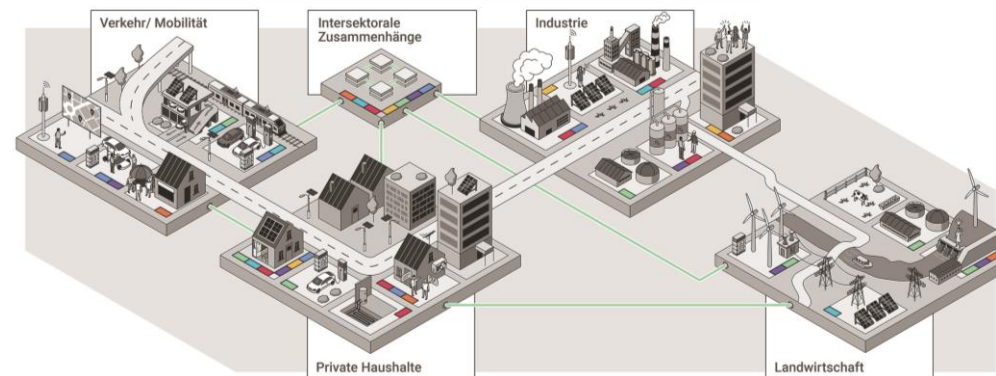 Verkehr/ Mobilität
Intersektorale
Zusammenhänge
Industrie
Private Haushalte
Landwirtschaft